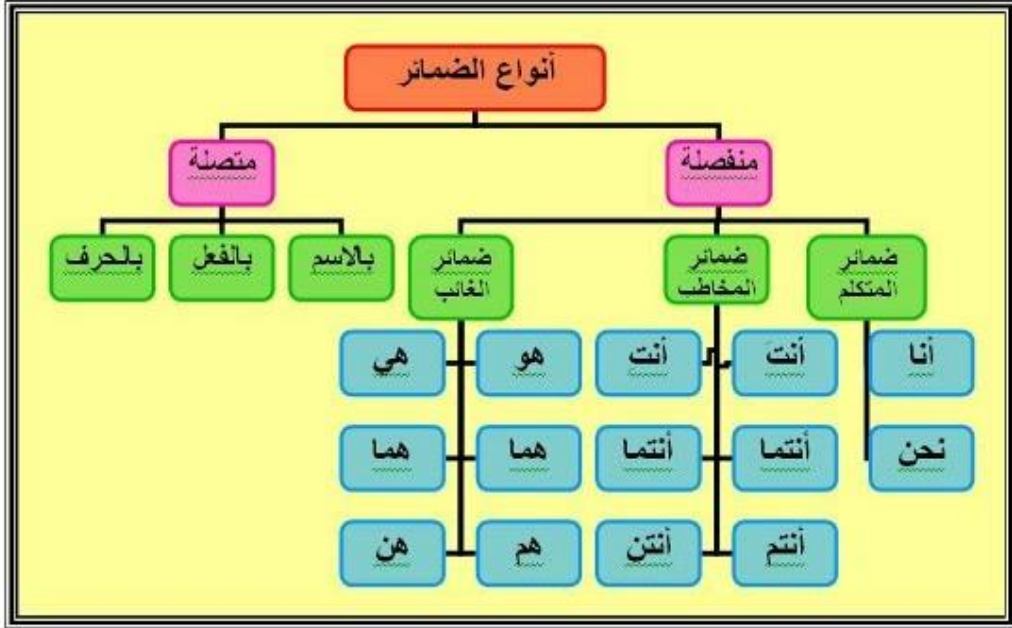 أنواع الضمائر
منفصلة
متصلة
ضمائر
المتكلم
ضمائر
المخاطب
ضمائر
الغائب
بالاسم
بالفعل
بالحرف
أنا
أنتَ
أنتِ
هو
هي
نحن
أنتما
أنتما
هما
هما
أنتم
أنتن
هم
هن